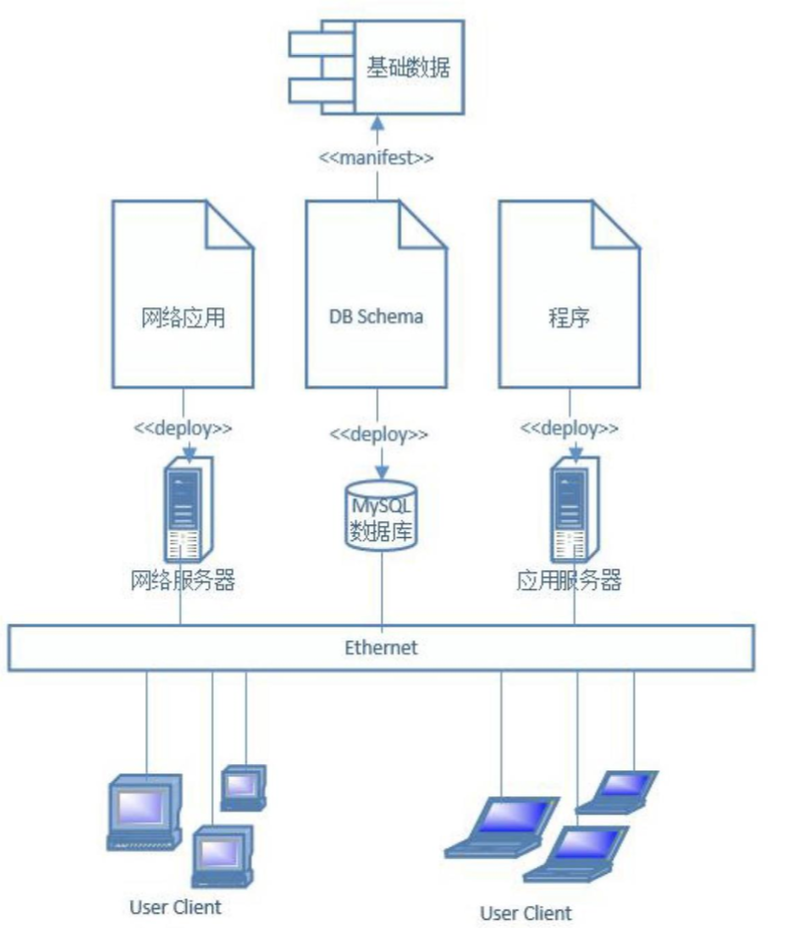 基础数据
<<manifest>>
网络应用
DB Schema
程序
<<deploy>>
<<deploy>>
<<deploy>>
MySQL
数据库
网络服务器
应用服务器
Ethernet
User Client
User Client